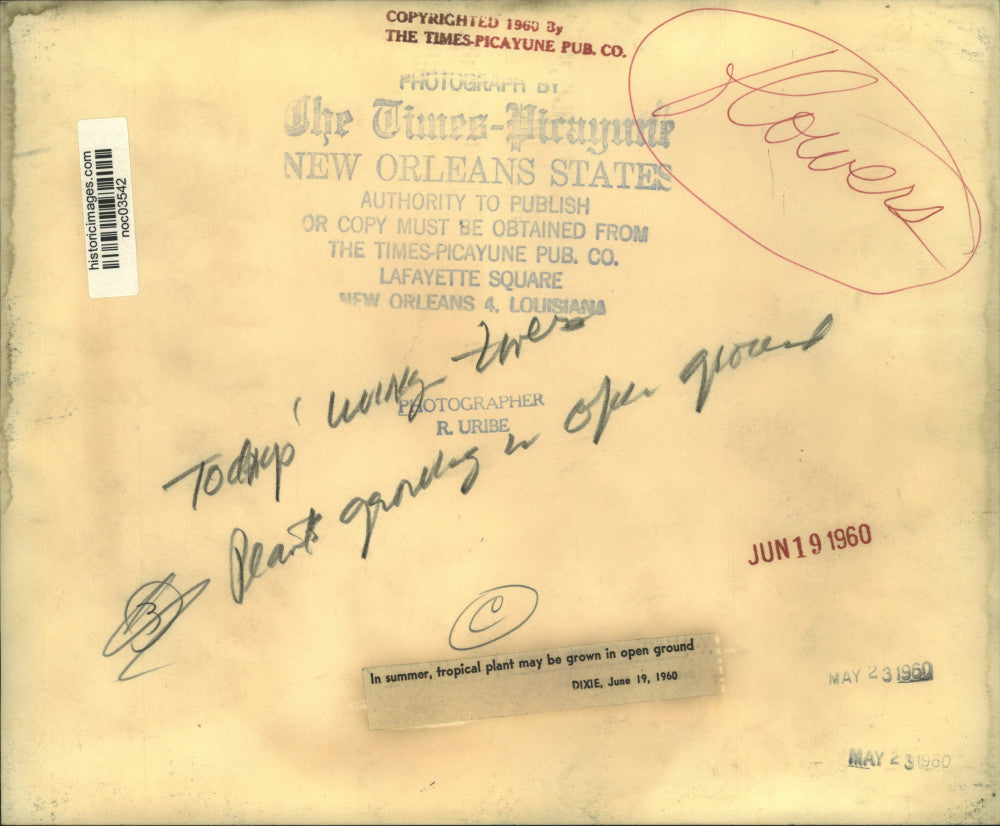 COPYRIGHTED 1960 By
THE TIMES-PICAYUNE PUB. CO.
Flowers
PHOTOGRAPH BY
The Times-Picayune
NEW ORLEANS STATES
AUTHORITY TO PUBLISH
OR COPY MUST BE OBTAINED FROM
THE TIMES-PICAYUNE PUB. CO.
LAFAYETTE SQUARE
NEW ORLEANS 4, LOUISIANA
historicimages.com
noc03542
PHOTOGRAPHER
R. URIBE
Plants growing in open ground
JUN 19 1960
C
In summer, tropical plant may be grown in open ground
DIXIE, June 19, 1960
MAY 23 1960
MAY 23 1960